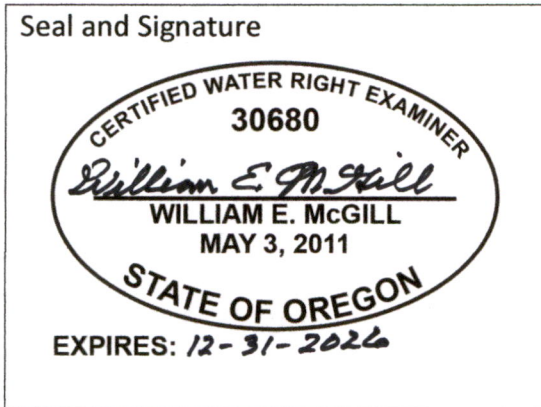 Seal and Signature
CERTIFIED WATER RIGHT EXAMINER
30680
William E. McGill
WILLIAM E. McGILL
MAY 3, 2011
STATE OF OREGON
EXPIRES: 12-31-2026